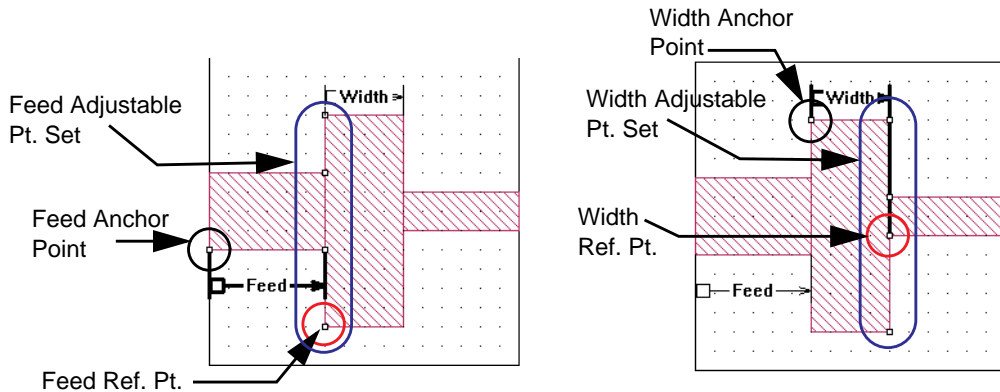 Feed Adjustable
Pt. Set
Width
Feed Anchor
Point
Feed
Feed Ref. Pt.
Width Anchor
Point
Width Adjustable
Pt. Set
Width
Width
Ref. Pt.
Feed